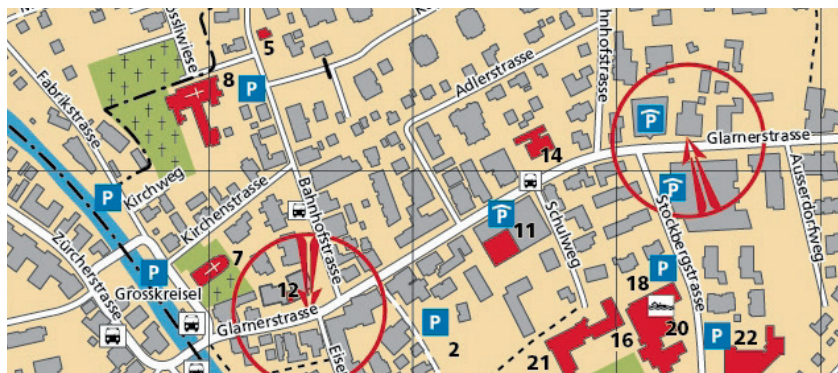 5
8
P
P
P
P
P
P
P
P
P
7
12
11
14
2
21
16
18
20
22
Fabrikstrasse
Kirchweg
Kirchenstrasse
Bahnhofstrasse
Adlerstrasse
Glarnerstrasse
Glarnerstrasse
Ausserdorfweg
Stockbergstrasse
Schulweg
Zürcherstrasse
Grosskreisel